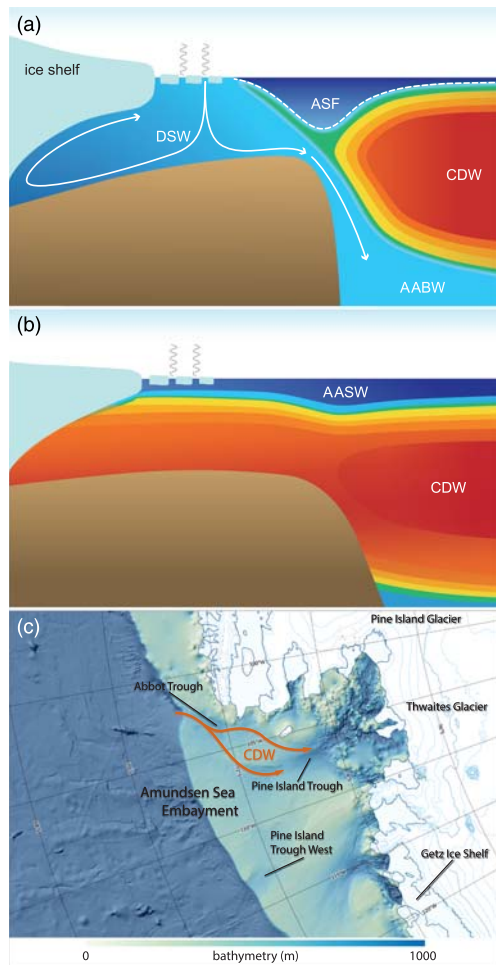 (a)
ice shelf
ASF
DSW
CDW
AABW
(b)
AASW
CDW
(c)
Pine Island Glacier
Abbot Trough
Thwaites Glacier
CDW
Pine Island Trough
Amundsen Sea
Embayment
Pine Island
Trough West
Getz Ice Shelf
0
bathymetry (m)
1000